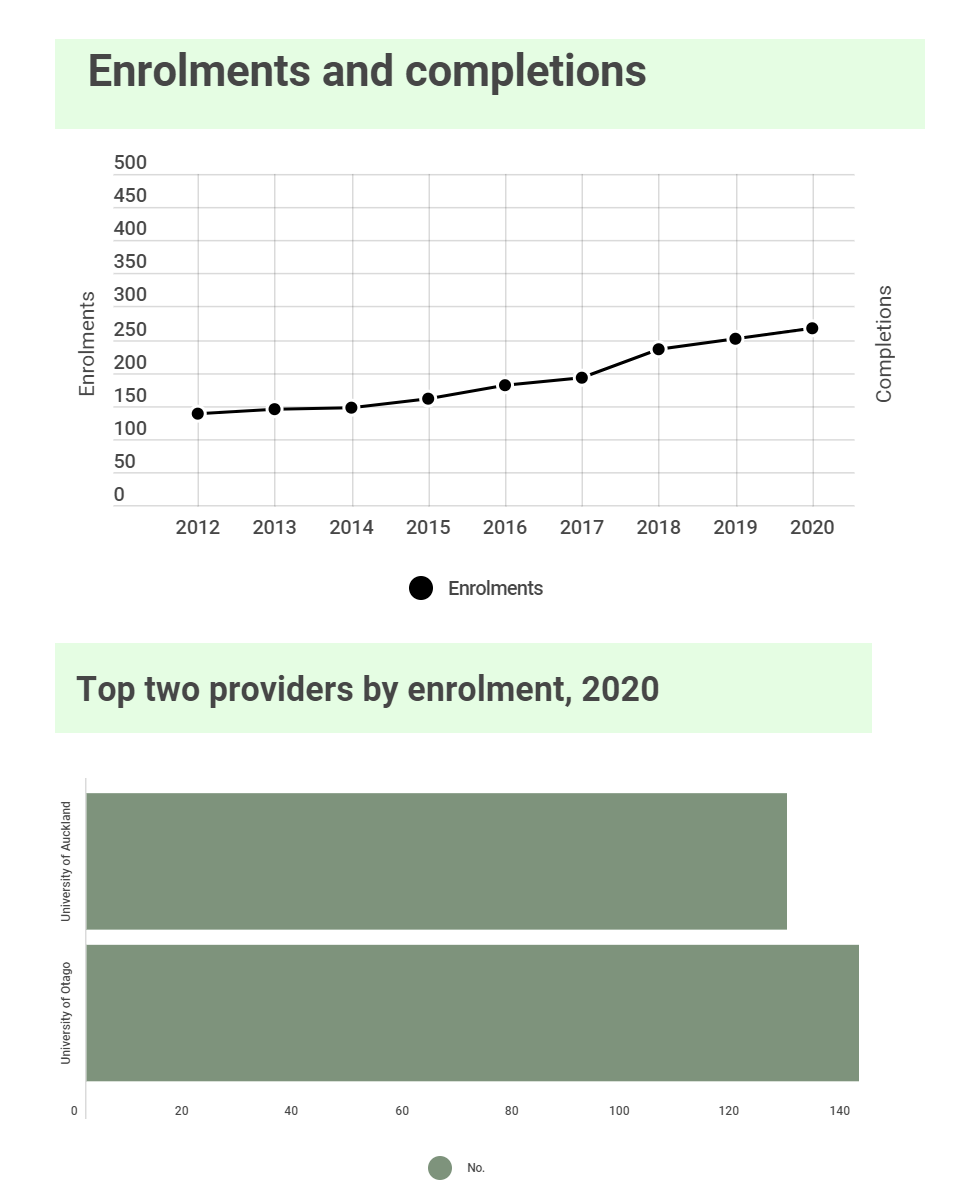 Enrolments and completions
500
450
400
350
300
250
200
150
100
50
0
Enrolments
Completions
2012 2013 2014 2015 2016 2017 2018 2019 2020
Enrolments
Top two providers by enrolment, 2020
University of Auckland
University of Otago
0 20 40 60 80 100 120 140
No.